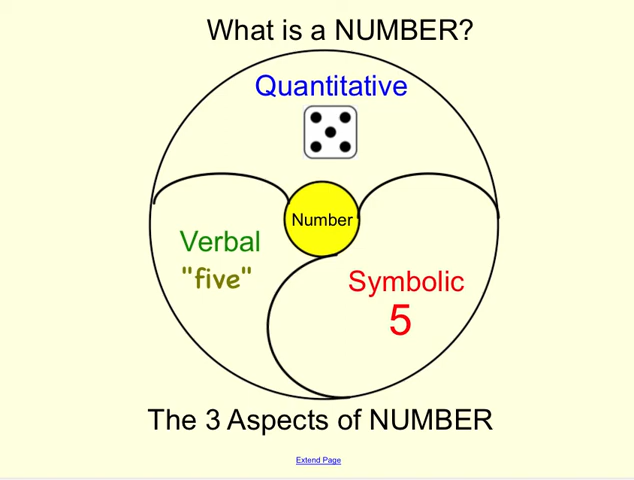 What is a NUMBER?
Quantitative
Number
Verbal
"five"
Symbolic
5
The 3 Aspects of NUMBER
Extend Page